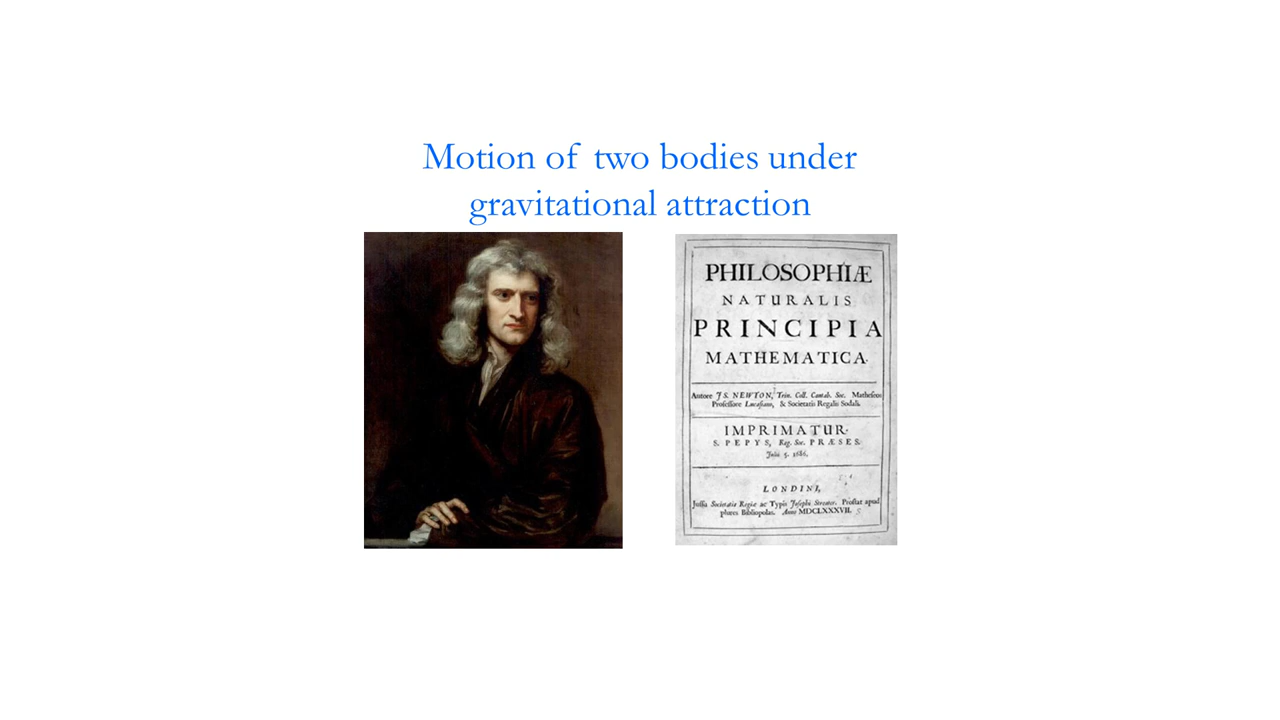 Motion of two bodies under
gravitational attraction
PHILOSOPHIÆ
NATURALIS
PRINCIPIA
MATHEMATICA.
Autore J S. NEWTON, Trin. Coll. Cantab. Soc. Matheseos
Professore Lucasiano, & Societatis Regalis Sodali.
IMPRIMATUR.
S. PEPYS, Reg. Soc. PRÆSES.
Julii 5. 1686.
LONDINI,
Jussu Societatis Regiæ ac Typis Josephi Streater. Prostat apud
plures Bibliopolas. Anno MDCLXXXVII.